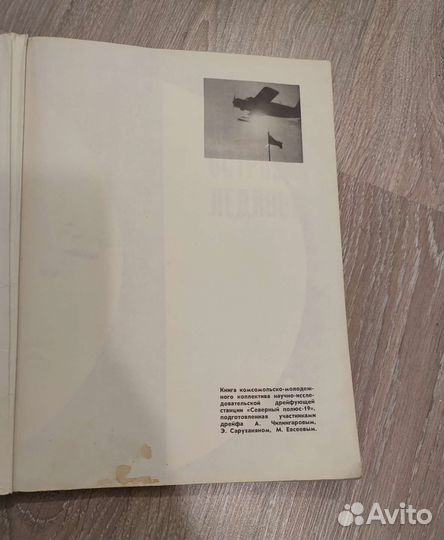 Книга комсомольско-молодеж-
ного коллектива научно-иссле-
довательской дрейфующей
станции «Северный полюс-19»,
подготовленная участниками
дрейфа А. Чилингаровым,
Э. Саруханяном, М. Евсеевым.
Avito